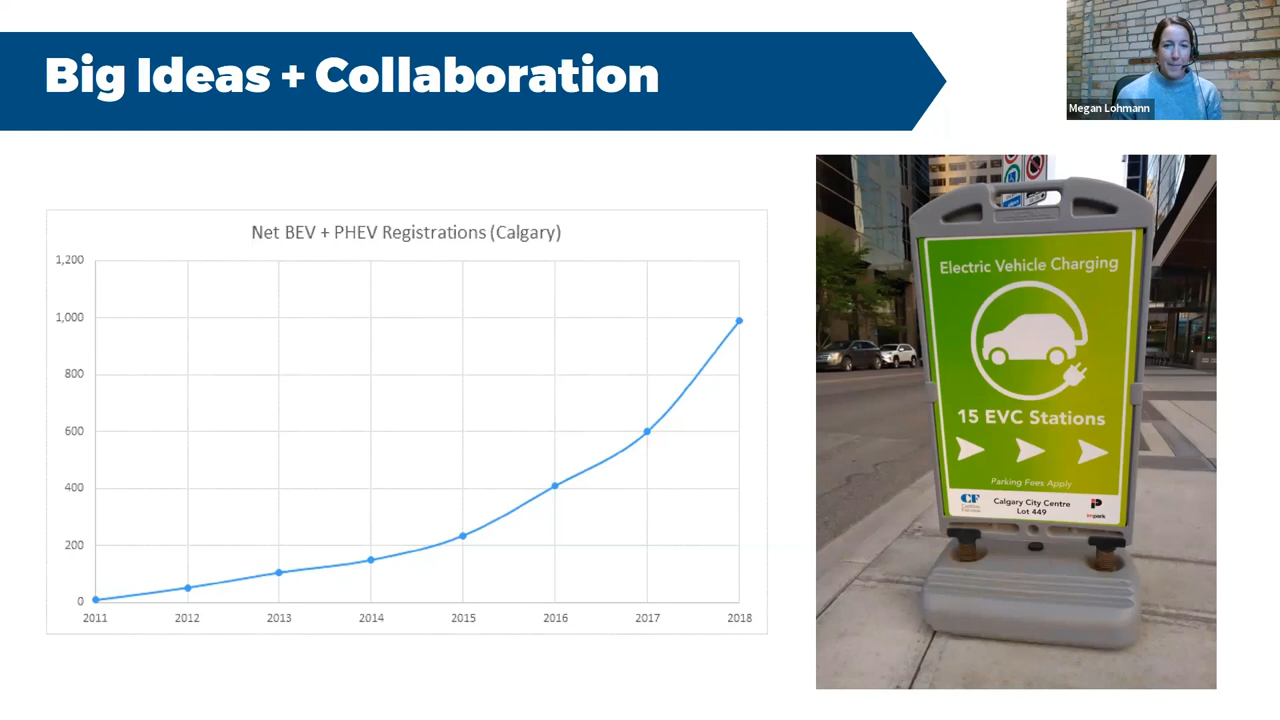 Big Ideas + Collaboration
Megan Lohmann
Net BEV + PHEV Registrations (Calgary)
1,200
1,000
800
600
400
200
0
2011
2012
2013
2014
2015
2016
2017
2018
Electric Vehicle Charging
15 EVC Stations
Parking Fees Apply
CF
Calgary City Centre
Lot 449
impark